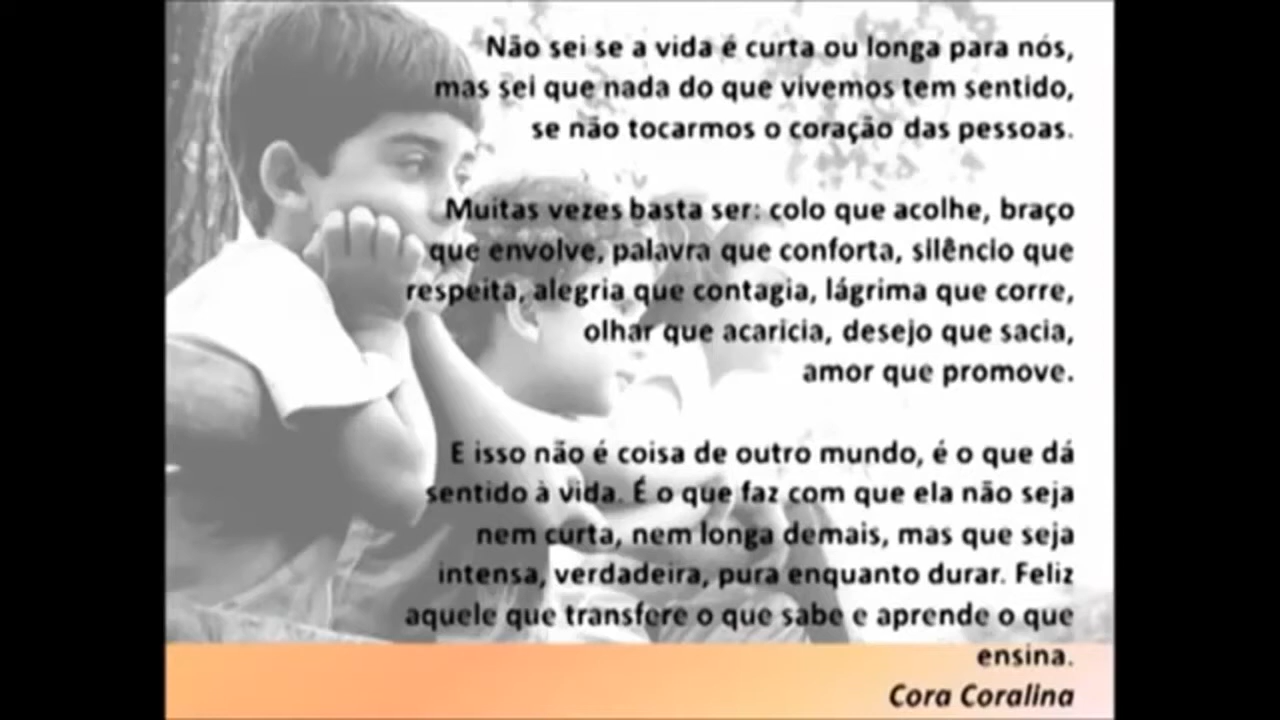 Não sei se a vida é curta ou longa para nós,
mas sei que nada do que vivemos tem sentido,
se não tocarmos o coração das pessoas.
Muitas vezes basta ser: colo que acolhe, braço
que envolve, palavra que conforta, silêncio que
respeita, alegria que contagia, lágrima que corre,
olhar que acaricia, desejo que sacia,
amor que promove.
E isso não é coisa de outro mundo, é o que dá
sentido à vida. É o que faz com que ela não seja
nem curta, nem longa demais, mas que seja
intensa, verdadeira, pura enquanto durar. Feliz
aquele que transfere o que sabe e aprende o que
ensina.
Cora Coralina